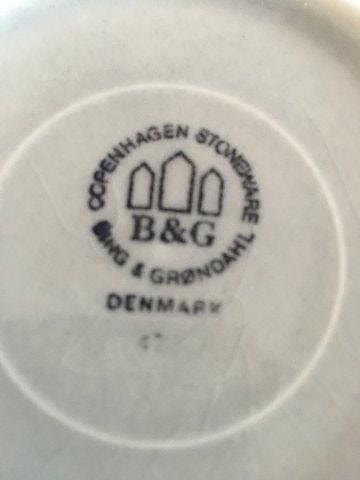 COPENHAGEN STONEWARE
B&G
BING & GRØNDAHL
DENMARK